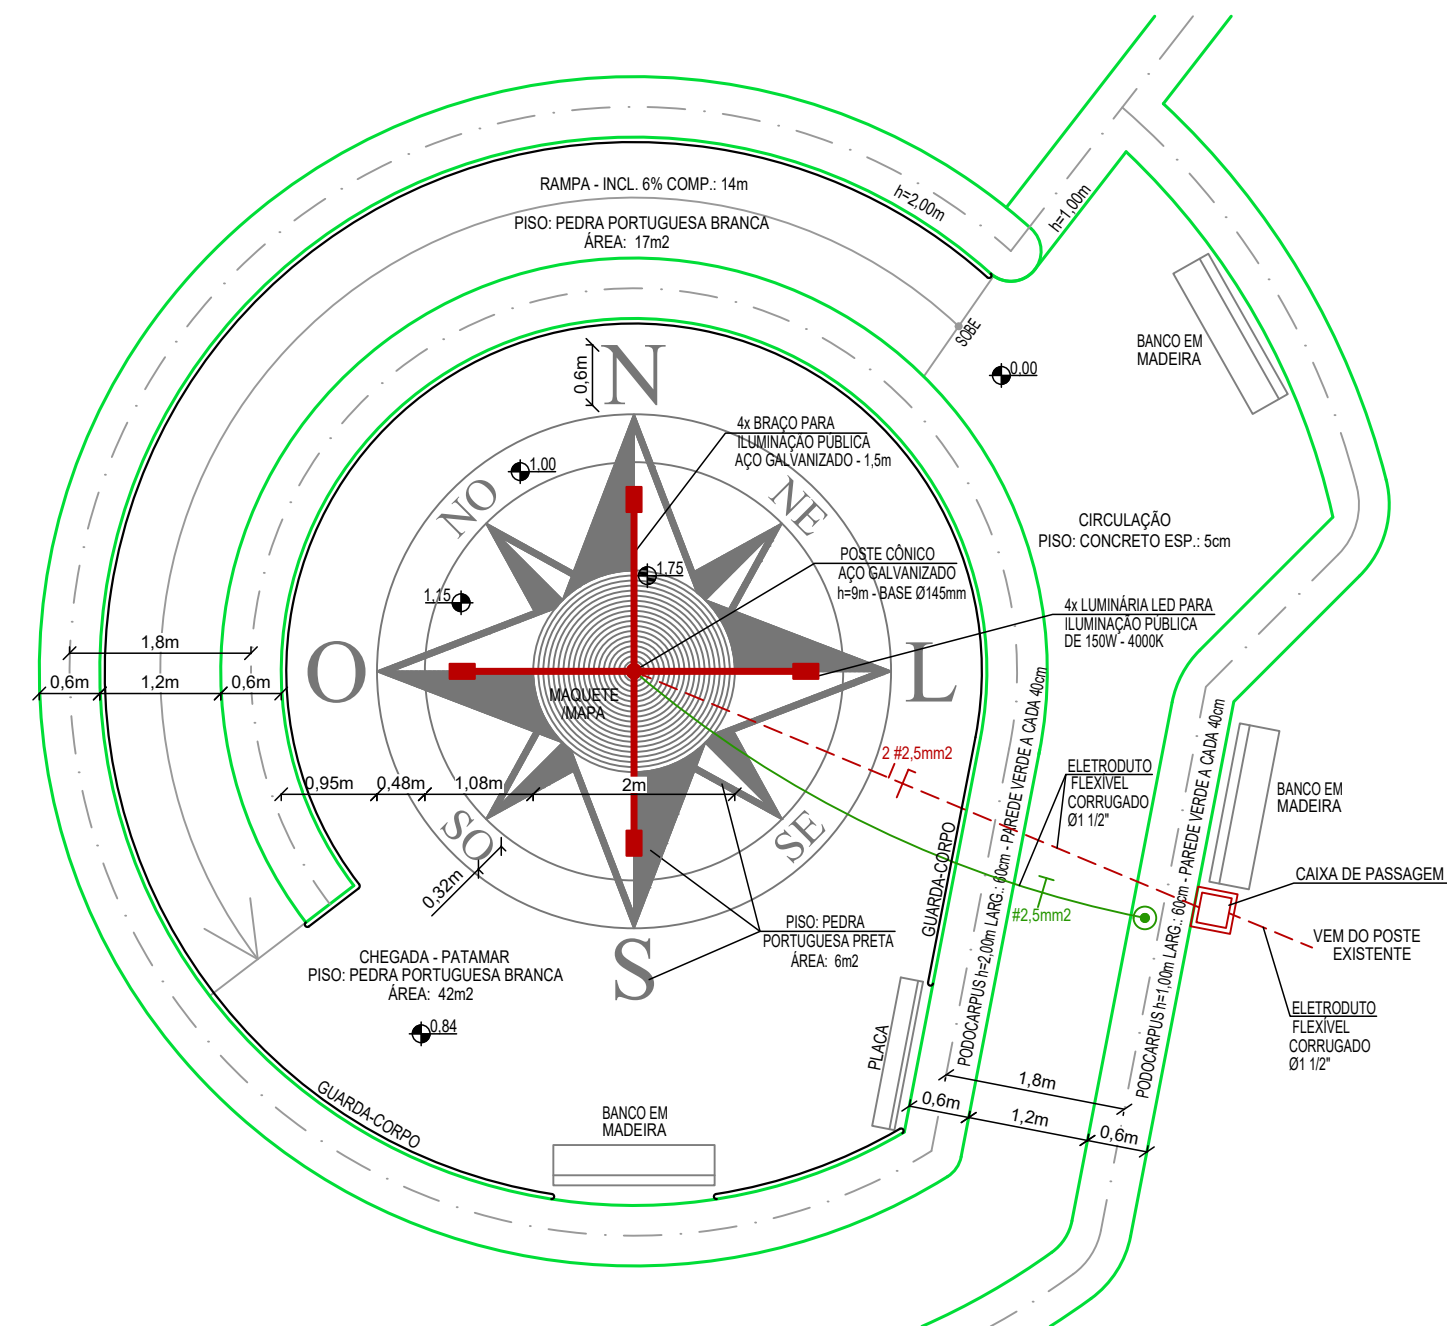 RAMPA - INCL. 6% COMP.: 14m
PISO: PEDRA PORTUGUESA BRANCA
ÁREA: 17m2
h=2,00m
h=1,00m
SOBE
0,00
BANCO EM
MADEIRA
N
0,6m
4x BRAÇO PARA
ILUMINAÇÃO PÚBLICA
AÇO GALVANIZADO - 1,5m
1,00
NO
NE
CIRCULAÇÃO
PISO: CONCRETO ESP.: 5cm
POSTE CÔNICO
AÇO GALVANIZADO
h=9m - BASE Ø145mm
1,75
1,15
4x LUMINÁRIA LED PARA
ILUMINAÇÃO PÚBLICA
DE 150W - 4000K
1,8m
0,6m
1,2m
0,6m
O
L
MAQUETE
/MAPA
2 #2,5mm2
ELETRODUTO
FLEXÍVEL
CORRUGADO
Ø1 1/2"
BANCO EM
MADEIRA
0,95m
0,48m
1,08m
2m
SO
SE
0,32m
GUARDA-CORPO
PODOCARPUS h=2,00m LARG.: 60cm - PAREDE VERDE A CADA 40cm
PODOCARPUS h=1,00m LARG.: 60cm - PAREDE VERDE A CADA 40cm
CAIXA DE PASSAGEM
#2,5mm2
PISO: PEDRA
PORTUGUESA PRETA
ÁREA: 6m2
VEM DO POSTE
EXISTENTE
S
CHEGADA - PATAMAR
PISO: PEDRA PORTUGUESA BRANCA
ÁREA: 42m2
0,84
ELETRODUTO
FLEXÍVEL
CORRUGADO
Ø1 1/2"
PLACA
1,8m
0,6m
1,2m
0,6m
GUARDA-CORPO
BANCO EM
MADEIRA